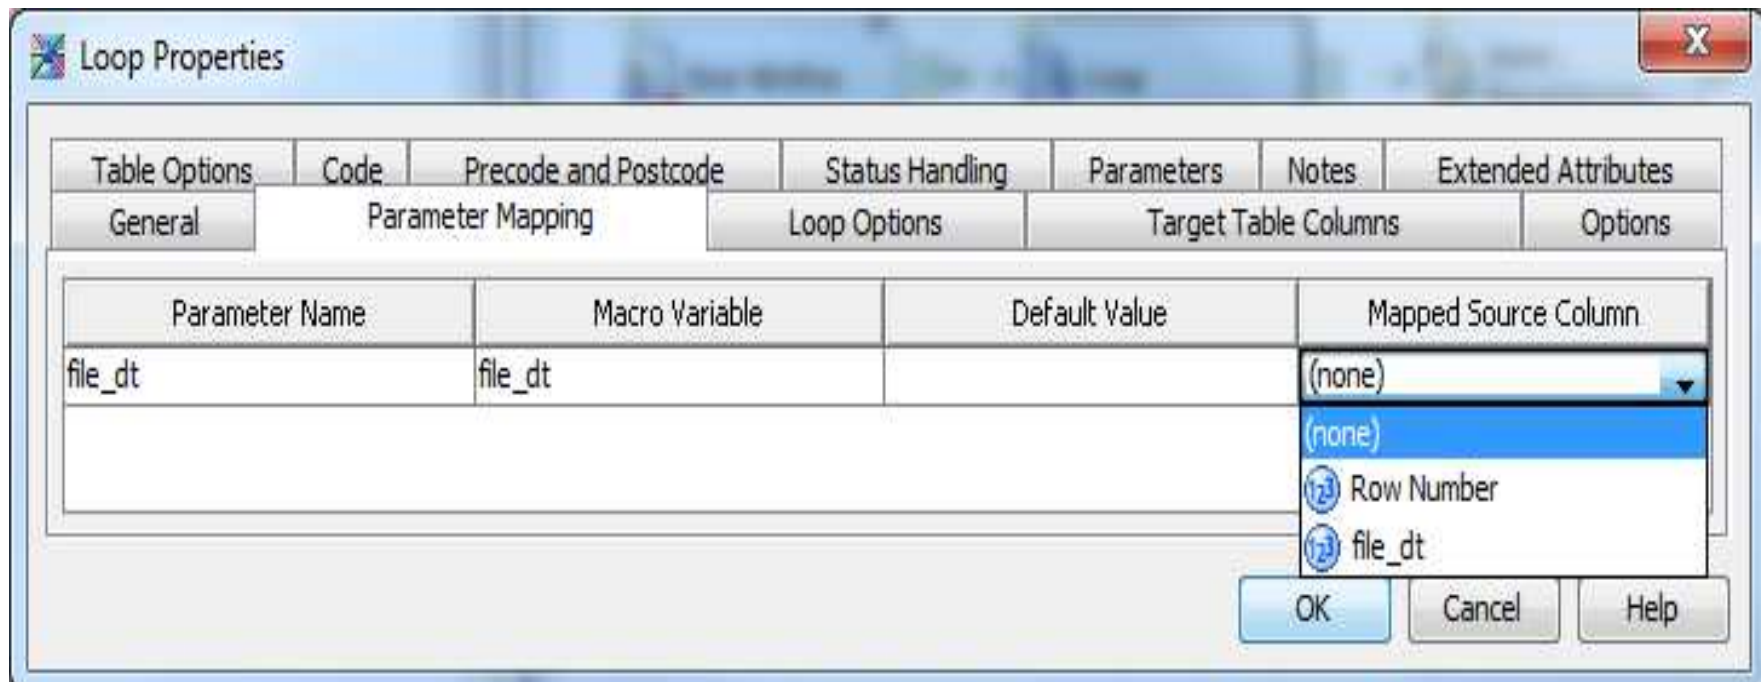 Loop Properties
X
Table Options Code Precode and Postcode Status Handling Parameters Notes Extended Attributes
General Parameter Mapping Loop Options Target Table Columns Options
Parameter Name Macro Variable Default Value Mapped Source Column
file_dt file_dt (none)
(none)
123 Row Number
123 file_dt
OK Cancel Help